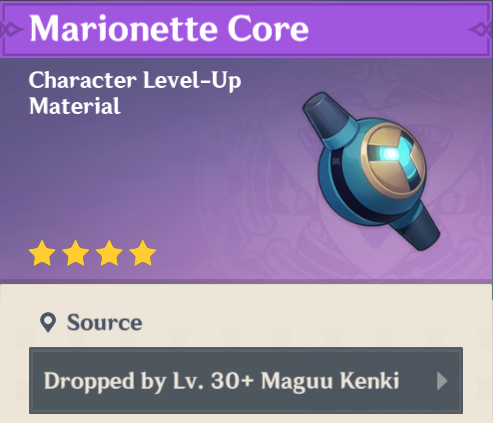 Marionette Core
Character Level-Up
Material
Source
Dropped by Lv. 30+ Maguu Kenki